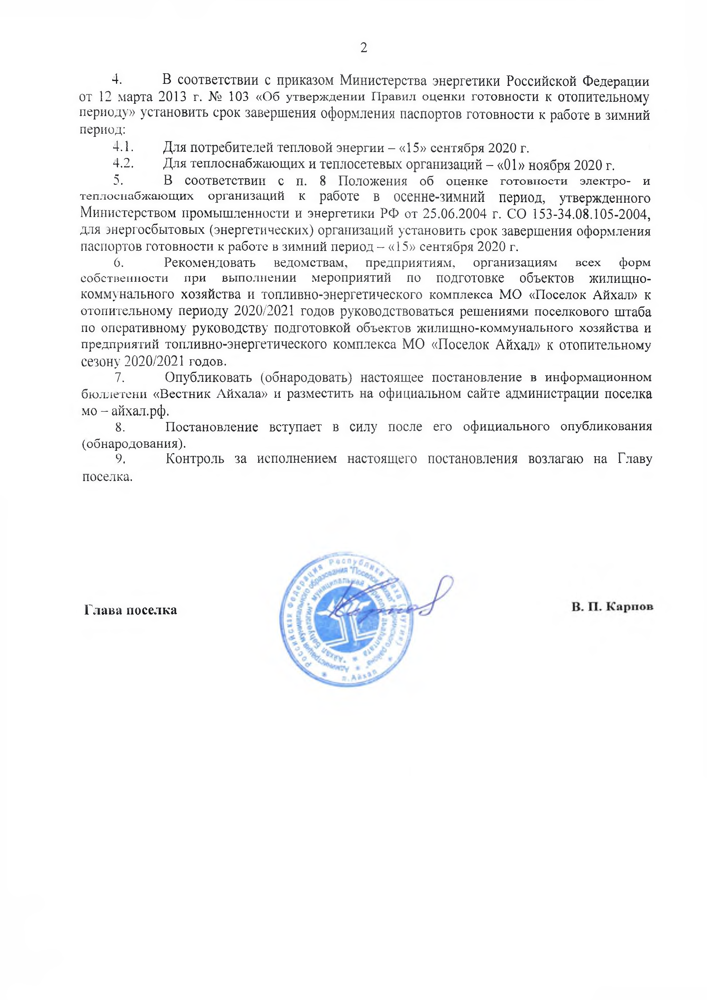 2
4. В соответствии с приказом Министерства энергетики Российской Федерации
от 12 марта 2013 г. № 103 «Об утверждении Правил оценки готовности к отопительному
периоду» установить срок завершения оформления паспортов готовности к работе в зимний
период:
4.1. Для потребителей тепловой энергии – «15» сентября 2020 г.
4.2. Для теплоснабжающих и теплосетевых организаций – «01» ноября 2020 г.
5. В соответствии с п. 8 Положения об оценке готовности электро- и
теплоснабжающих организаций к работе в осенне-зимний период, утвержденного
Министерством промышленности и энергетики РФ от 25.06.2004 г. СО 153-34.08.105-2004,
для энергосбытовых (энергетических) организаций установить срок завершения оформления
паспортов готовности к работе в зимний период – «15» сентября 2020 г.
6. Рекомендовать ведомствам, предприятиям, организациям всех форм
собственности при выполнении мероприятий по подготовке объектов жилищно-
коммунального хозяйства и топливно-энергетического комплекса МО «Поселок Айхал» к
отопительному периоду 2020/2021 годов руководствоваться решениями поселкового штаба
по оперативному руководству подготовкой объектов жилищно-коммунального хозяйства и
предприятий топливно-энергетического комплекса МО «Поселок Айхал» к отопительному
сезону 2020/2021 годов.
7. Опубликовать (обнародовать) настоящее постановление в информационном
бюллетени «Вестник Айхала» и разместить на официальном сайте администрации поселка
мо – айхал.рф.
8. Постановление вступает в силу после его официального опубликования
(обнародования).
9. Контроль за исполнением настоящего постановления возлагаю на Главу
поселка.
Глава поселка
В. П. Карпов
Российская Федерация Республика Саха (Якутия)
п. Айхал
Администрация муниципального образования "Поселок Айхал" Мирнинского района"
"Айхал Бөһүөлэгин" муниципальнай